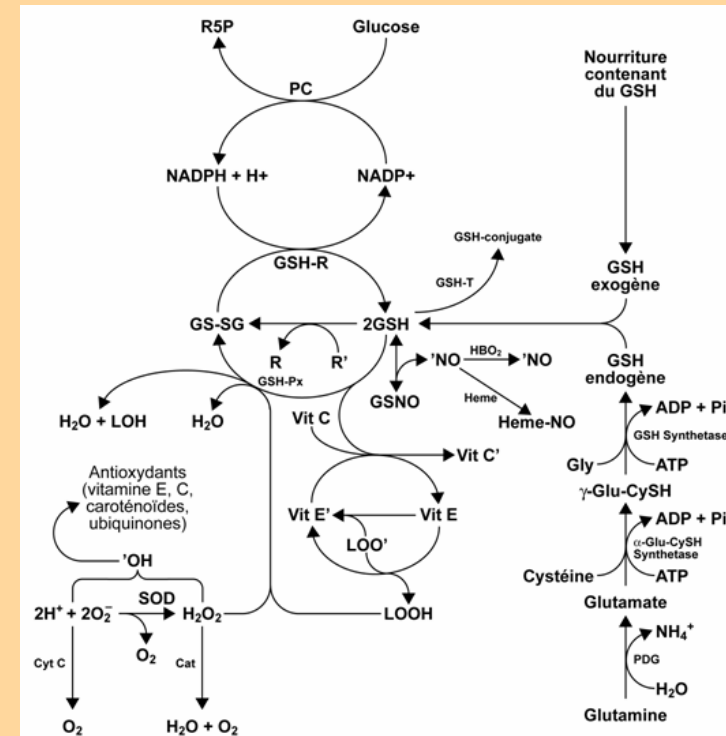 R5P
Glucose
PC
NADPH + H+
NADP+
GSH-R
GS-SG
2GSH
GSH-conjugate
GSH-T
Nourriture
contenant
du GSH
GSH
exogène
GSH
endogène
R
R'
GSH-Px
'NO
HBO₂
'NO
GSNO
Heme
Heme-NO
H₂O + LOH
H₂O
Vit C
Vit C'
Vit E'
Vit E
LOO'
LOOH
Antioxydants
(vitamine E, C,
caroténoïdes,
ubiquinones)
'OH
2H⁺ + 2O₂⁻
SOD
H₂O₂
O₂
Cyt C
Cat
O₂
H₂O + O₂
ADP + Pi
GSH Synthetase
Gly
ATP
γ-Glu-CySH
ADP + Pi
α-Glu-CySH
Synthetase
Cystéine
ATP
Glutamate
NH₄⁺
PDG
H₂O
Glutamine